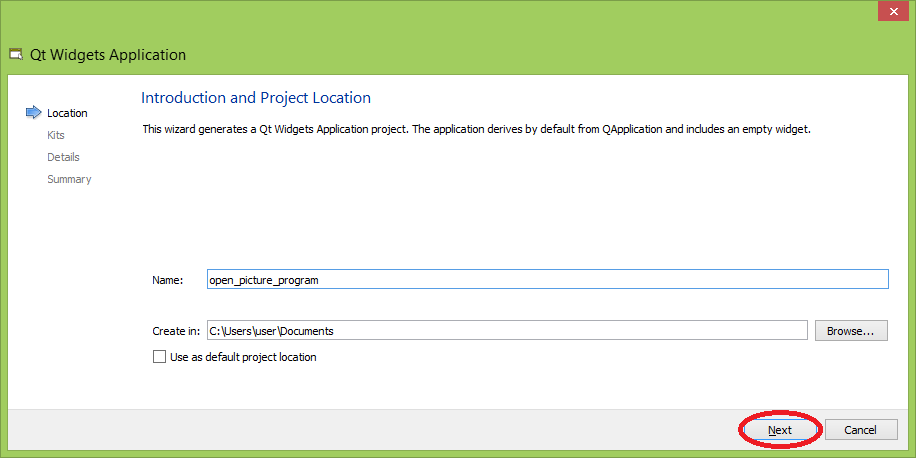 Qt Widgets Application
Introduction and Project Location
Location
This wizard generates a Qt Widgets Application project. The application derives by default from QApplication and includes an empty widget.
Kits
Details
Summary
Name: open_picture_program
Create in: C:\Users\user\Documents Browse...
Use as default project location
Next Cancel